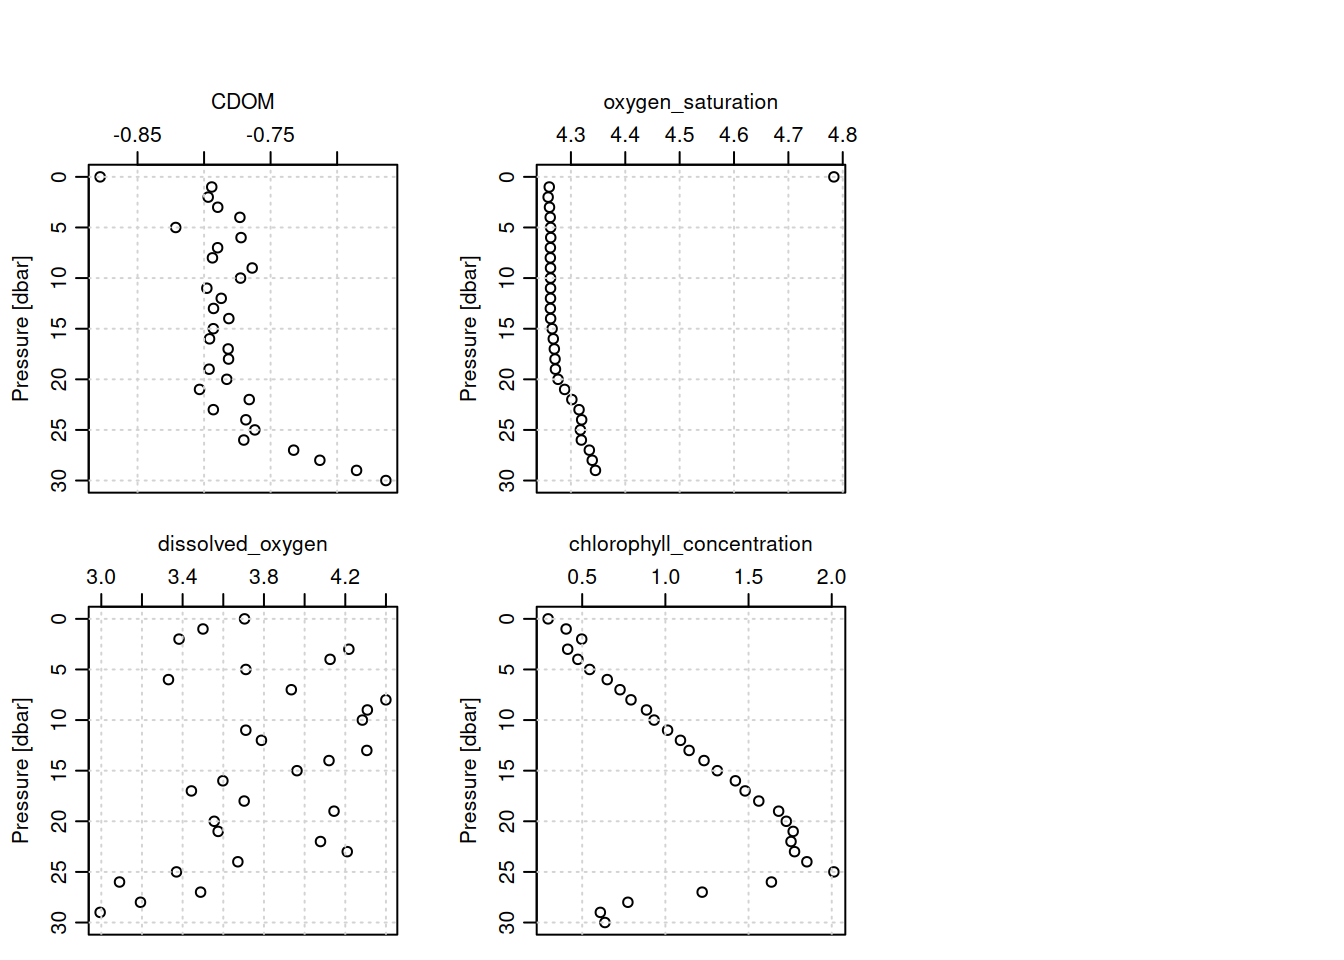 CDOM
-0.85 -0.75
0
5
10
15
20
25
30
Pressure [dbar]
oxygen_saturation
4.3 4.4 4.5 4.6 4.7 4.8
0
5
10
15
20
25
30
Pressure [dbar]
dissolved_oxygen
3.0 3.4 3.8 4.2
0
5
10
15
20
25
30
Pressure [dbar]
chlorophyll_concentration
0.5 1.0 1.5 2.0
0
5
10
15
20
25
30
Pressure [dbar]